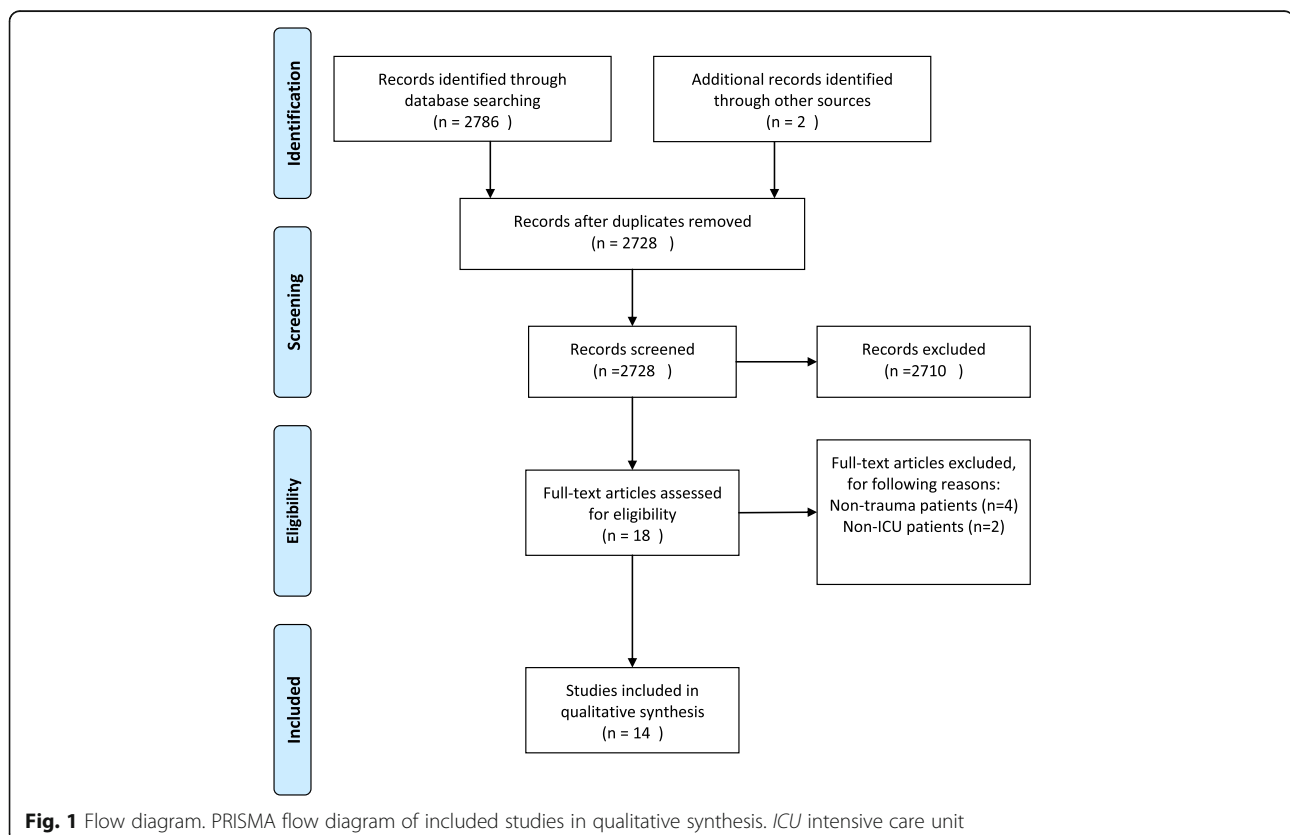 Identification
Records identified through
database searching
(n = 2786 )
Additional records identified
through other sources
(n = 2 )
Records after duplicates removed
(n = 2728 )
Screening
Records screened
(n =2728 )
Records excluded
(n =2710 )
Eligibility
Full-text articles assessed
for eligibility
(n = 18 )
Full-text articles excluded,
for following reasons:
Non-trauma patients (n=4)
Non-ICU patients (n=2)
Included
Studies included in
qualitative synthesis
(n = 14 )
Fig. 1 Flow diagram. PRISMA flow diagram of included studies in qualitative synthesis. ICU intensive care unit